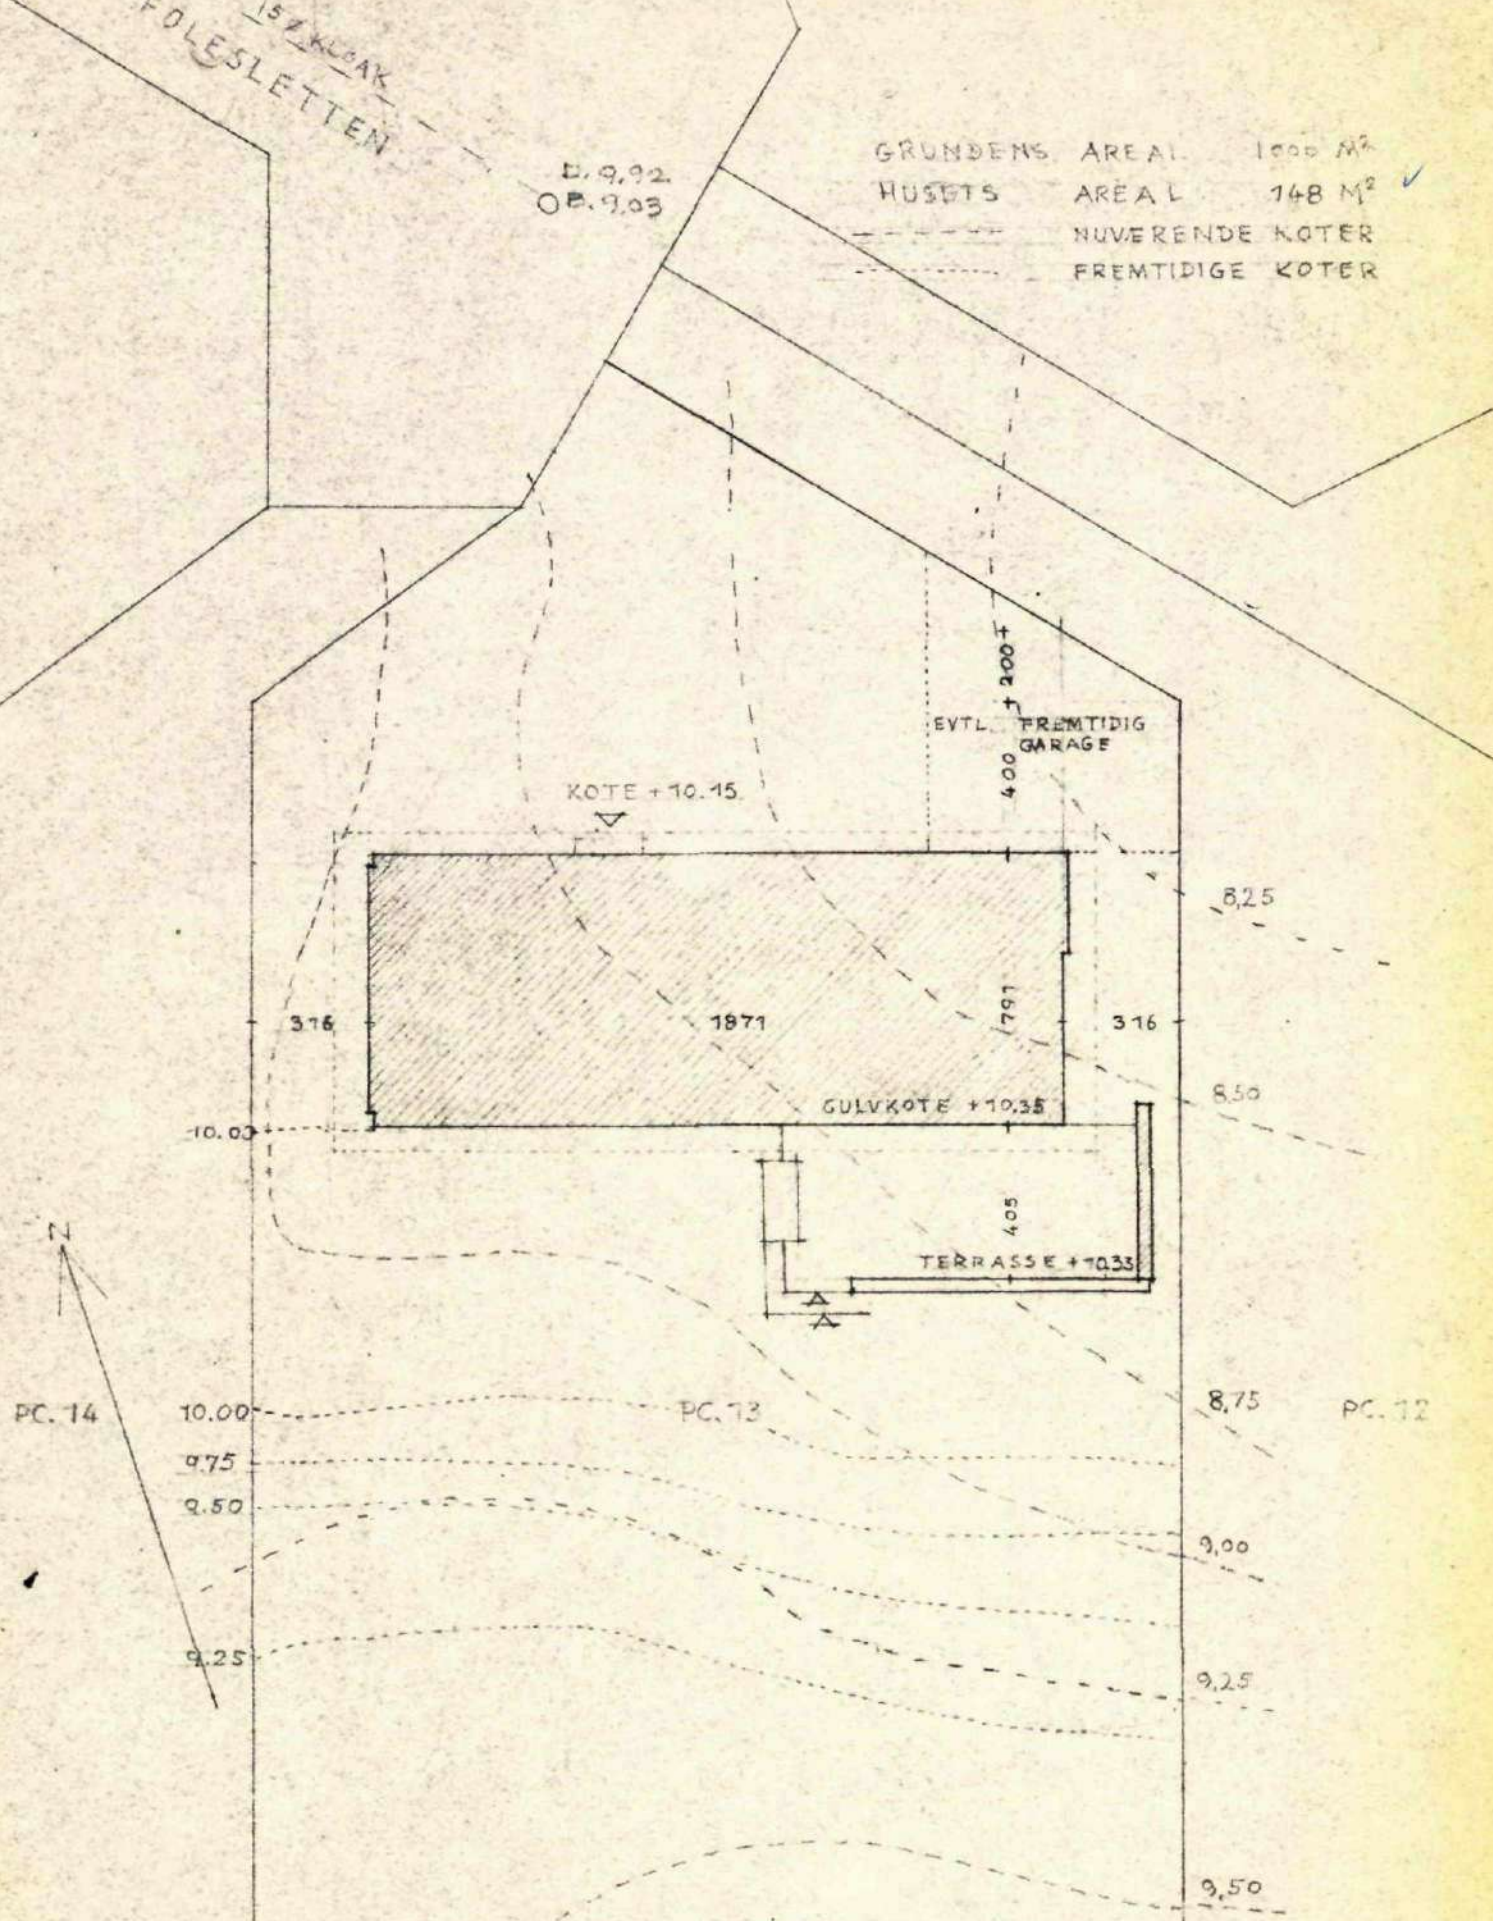 15 ø KLOAK
FOLESLETTEN
D. 9.92
B. 9.03
GRUNDENS AREAL 1000 M²
HUSETS AREAL 148 M²
NUVÆRENDE KOTER
FREMTIDIGE KOTER
200
EVTL. FREMTIDIG
GARAGE
400
KOTE +10.15
8,25
316
1871
791
316
GULVKOTE +10.35
8,50
10.00
405
N
TERRASSE +10.33
PC. 14
10.00
PC. 13
8,75
PC. 12
9.75
9.50
9,00
9.25
9,25
9,50